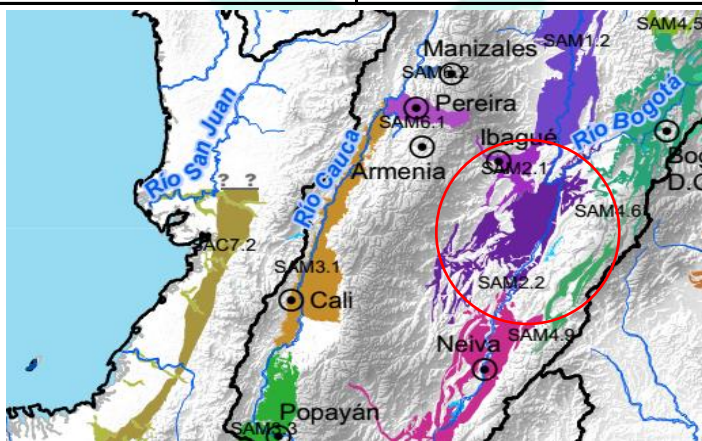 SAM1.2
SAM4.5
Manizales
SAM6.2
Pereira
SAM6.1
Río San Juan
Río Cauca
Armenia
Ibagué
SAM2.1
Río Bogotá
Bog
D.C
? ?
SAC7.2
SAM4.6
SAM3.1
Cali
SAM2.2
SAM4.9
Neiva
Popayán
SAM3.3